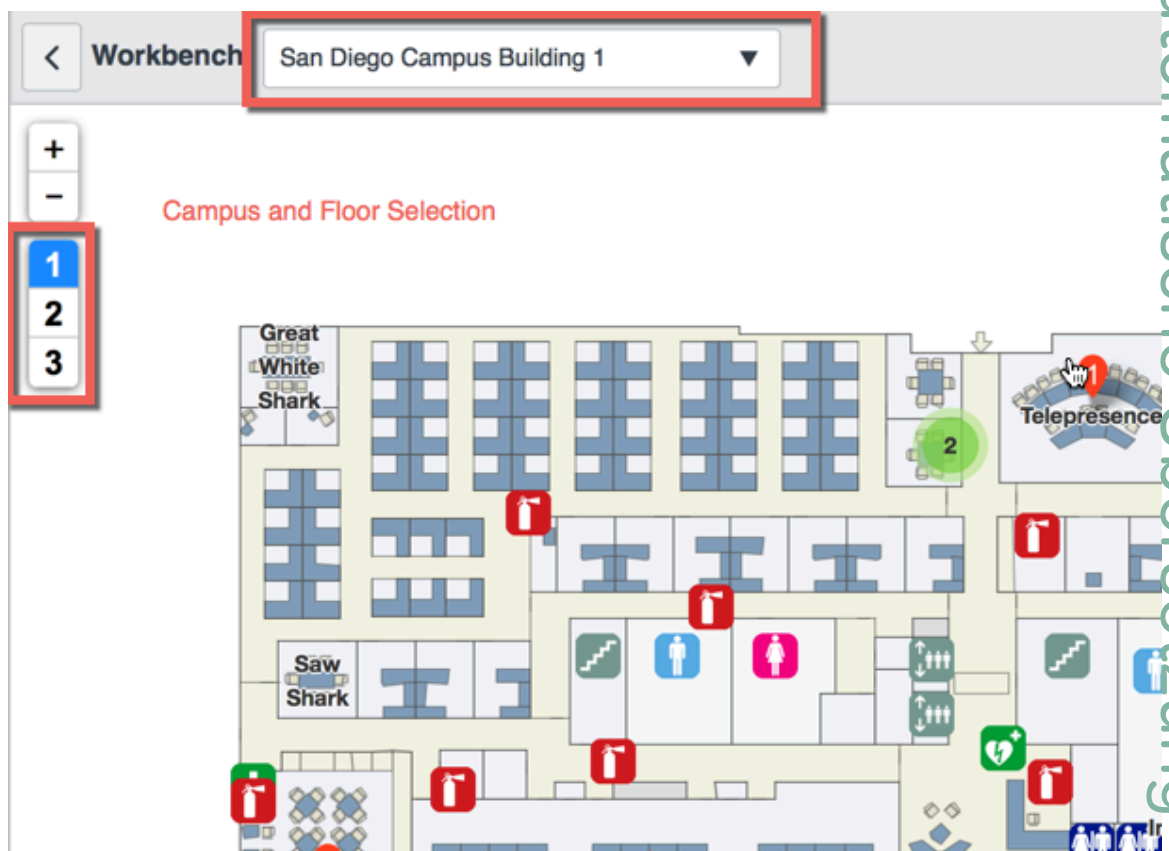 Workbench
San Diego Campus Building 1
+
−
Campus and Floor Selection
1
2
3
Great
White
Shark
1
Telepresence
2
Saw
Shark